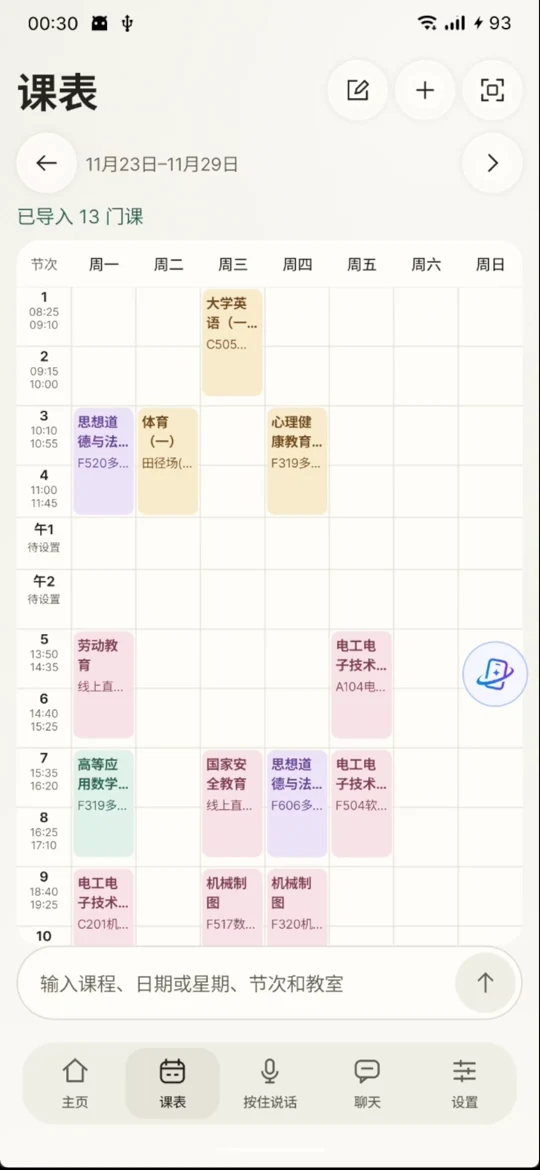 00:30
93
课表
11月23日–11月29日
已导入 13 门课
节次 周一 周二 周三 周四 周五 周六 周日
1
08:25
09:10
大学英
语（一...
C505...
2
09:15
10:00
3
10:10
10:55
思想道
德与法...
F520多...
体育
（一）
田径场(...
心理健
康教育...
F319多...
4
11:00
11:45
午1
待设置
午2
待设置
5
13:50
14:35
劳动教
育
线上直...
电工电
子技术...
A104电...
6
14:40
15:25
7
15:35
16:20
高等应
用数学...
F319多...
国家安
全教育
线上直...
思想道
德与法...
F606多...
电工电
子技术...
F504软...
8
16:25
17:10
9
18:40
19:25
电工电
子技术...
C201机...
机械制
图
F517数...
机械制
图
F320机...
10
输入课程、日期或星期、节次和教室
主页 课表 按住说话 聊天 设置